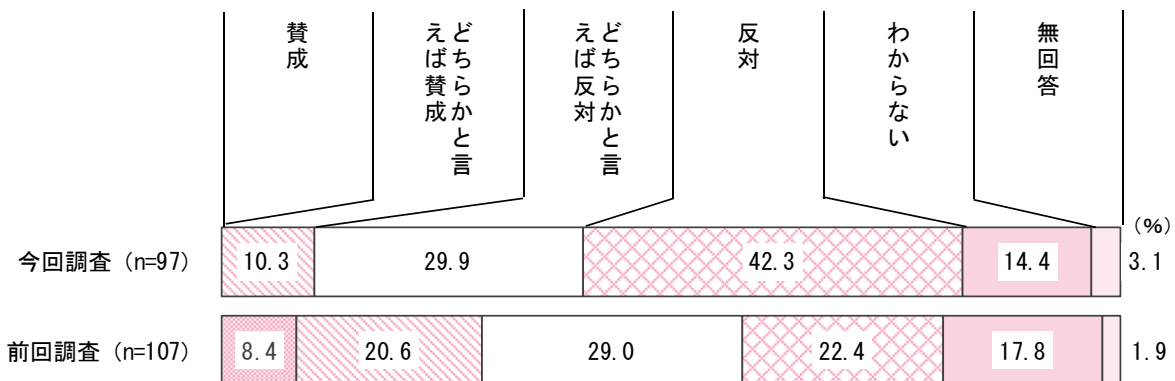 賛成
どちらかと言
えば賛成
どちらかと言
えば反対
反対
わからない
無回答
(%)
今回調査 (n=97)
10.3
29.9
42.3
14.4
3.1
前回調査 (n=107)
8.4
20.6
29.0
22.4
17.8
1.9